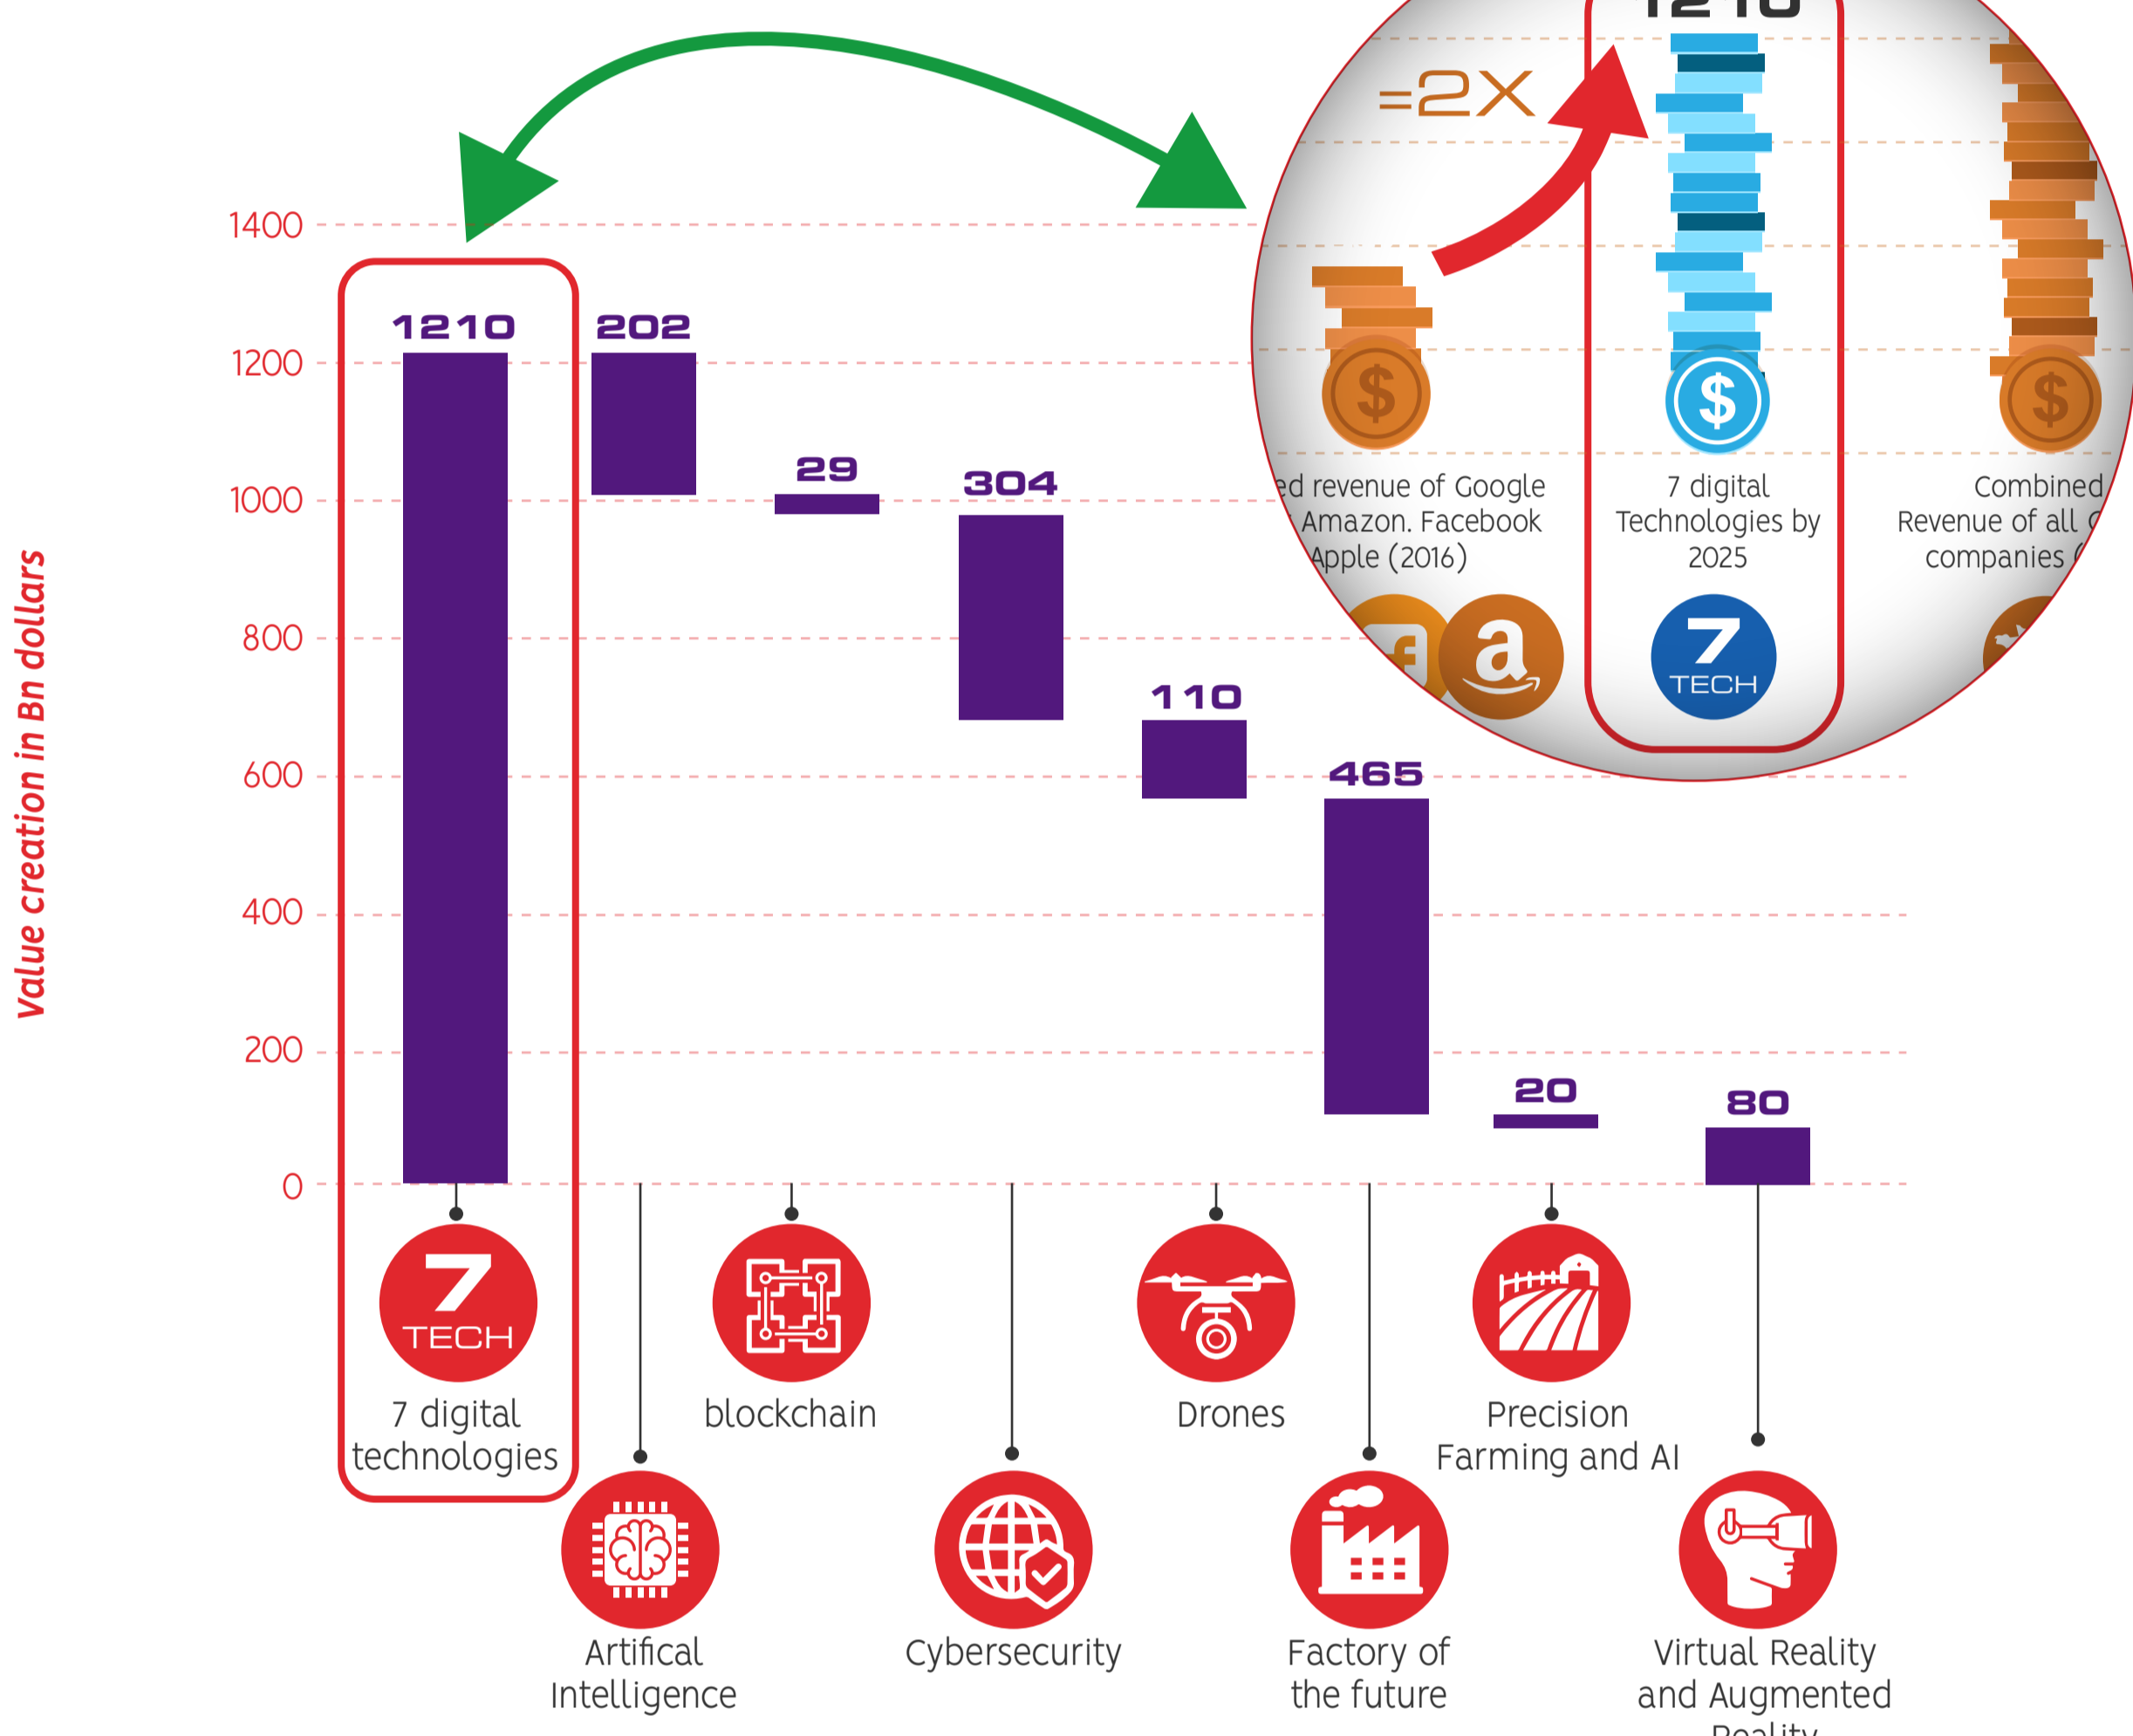 1210
=2X
$
$
$
ed revenue of Google
Amazon. Facebook
Apple (2016)
7 digital
Technologies by
2025
Combined
Revenue of all
companies (
f
a
7
TECH
Value creation in Bn dollars
1400
1200
1000
800
600
400
200
0
1210
202
29
304
110
465
20
80
7
TECH
7 digital
technologies
Artifical
Intelligence
blockchain
Cybersecurity
Drones
Factory of
the future
Precision
Farming and AI
Virtual Reality
and Augmented
Reality